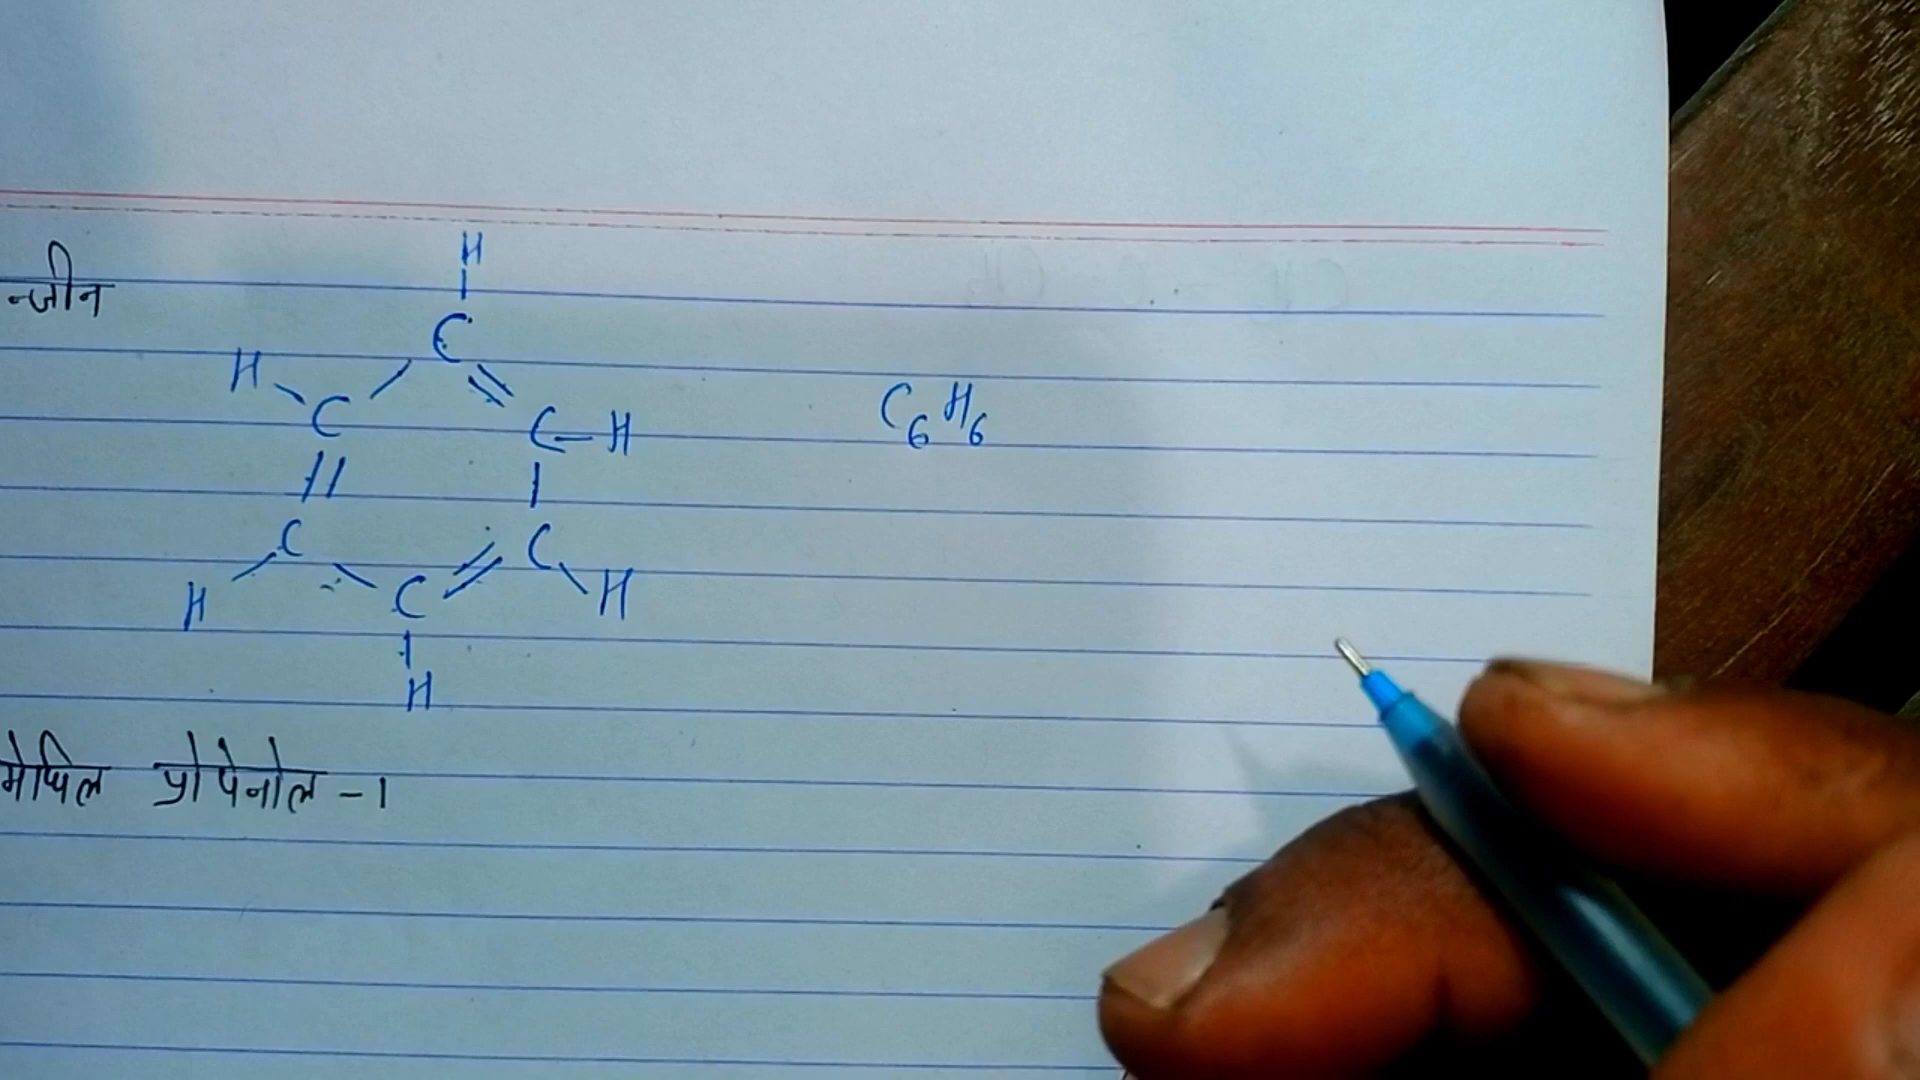 न्जीन
H
C
H C C-H C₆H₆
C C
H C H
H
मेथिल प्रोपेनोल -1